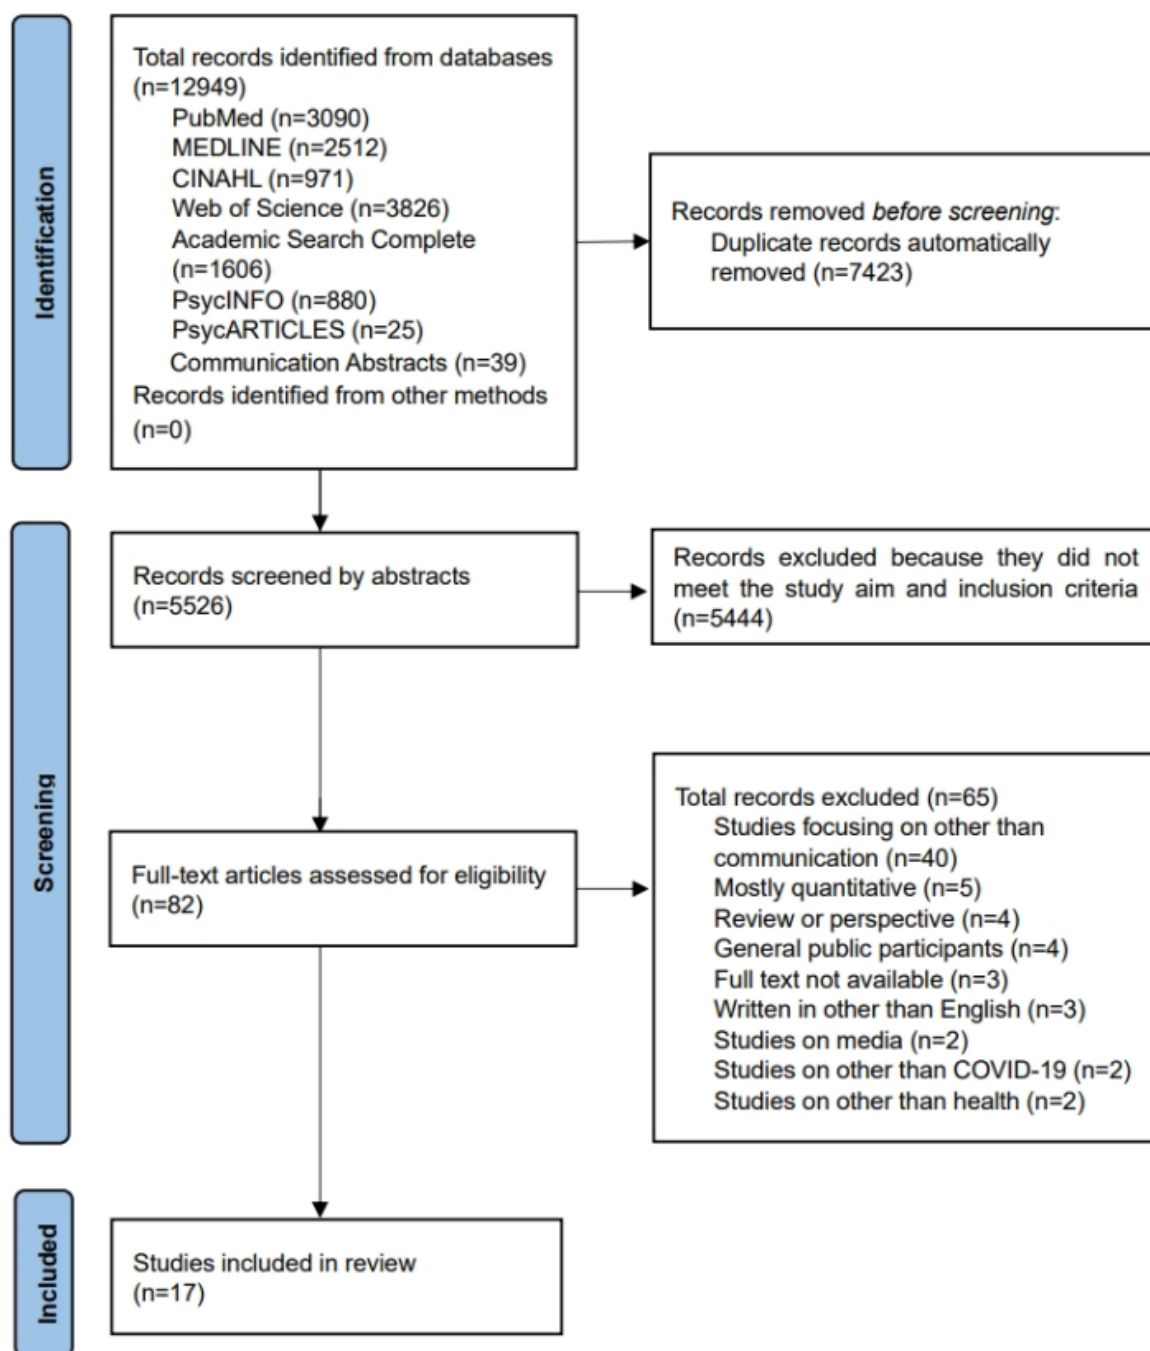 Identification
Total records identified from databases
(n=12949)
PubMed (n=3090)
MEDLINE (n=2512)
CINAHL (n=971)
Web of Science (n=3826)
Academic Search Complete
(n=1606)
PsycINFO (n=880)
PsycARTICLES (n=25)
Communication Abstracts (n=39)
Records identified from other methods
(n=0)
Records removed before screening:
Duplicate records automatically
removed (n=7423)
Screening
Records screened by abstracts
(n=5526)
Records excluded because they did not
meet the study aim and inclusion criteria
(n=5444)
Full-text articles assessed for eligibility
(n=82)
Total records excluded (n=65)
Studies focusing on other than
communication (n=40)
Mostly quantitative (n=5)
Review or perspective (n=4)
General public participants (n=4)
Full text not available (n=3)
Written in other than English (n=3)
Studies on media (n=2)
Studies on other than COVID-19 (n=2)
Studies on other than health (n=2)
Included
Studies included in review
(n=17)